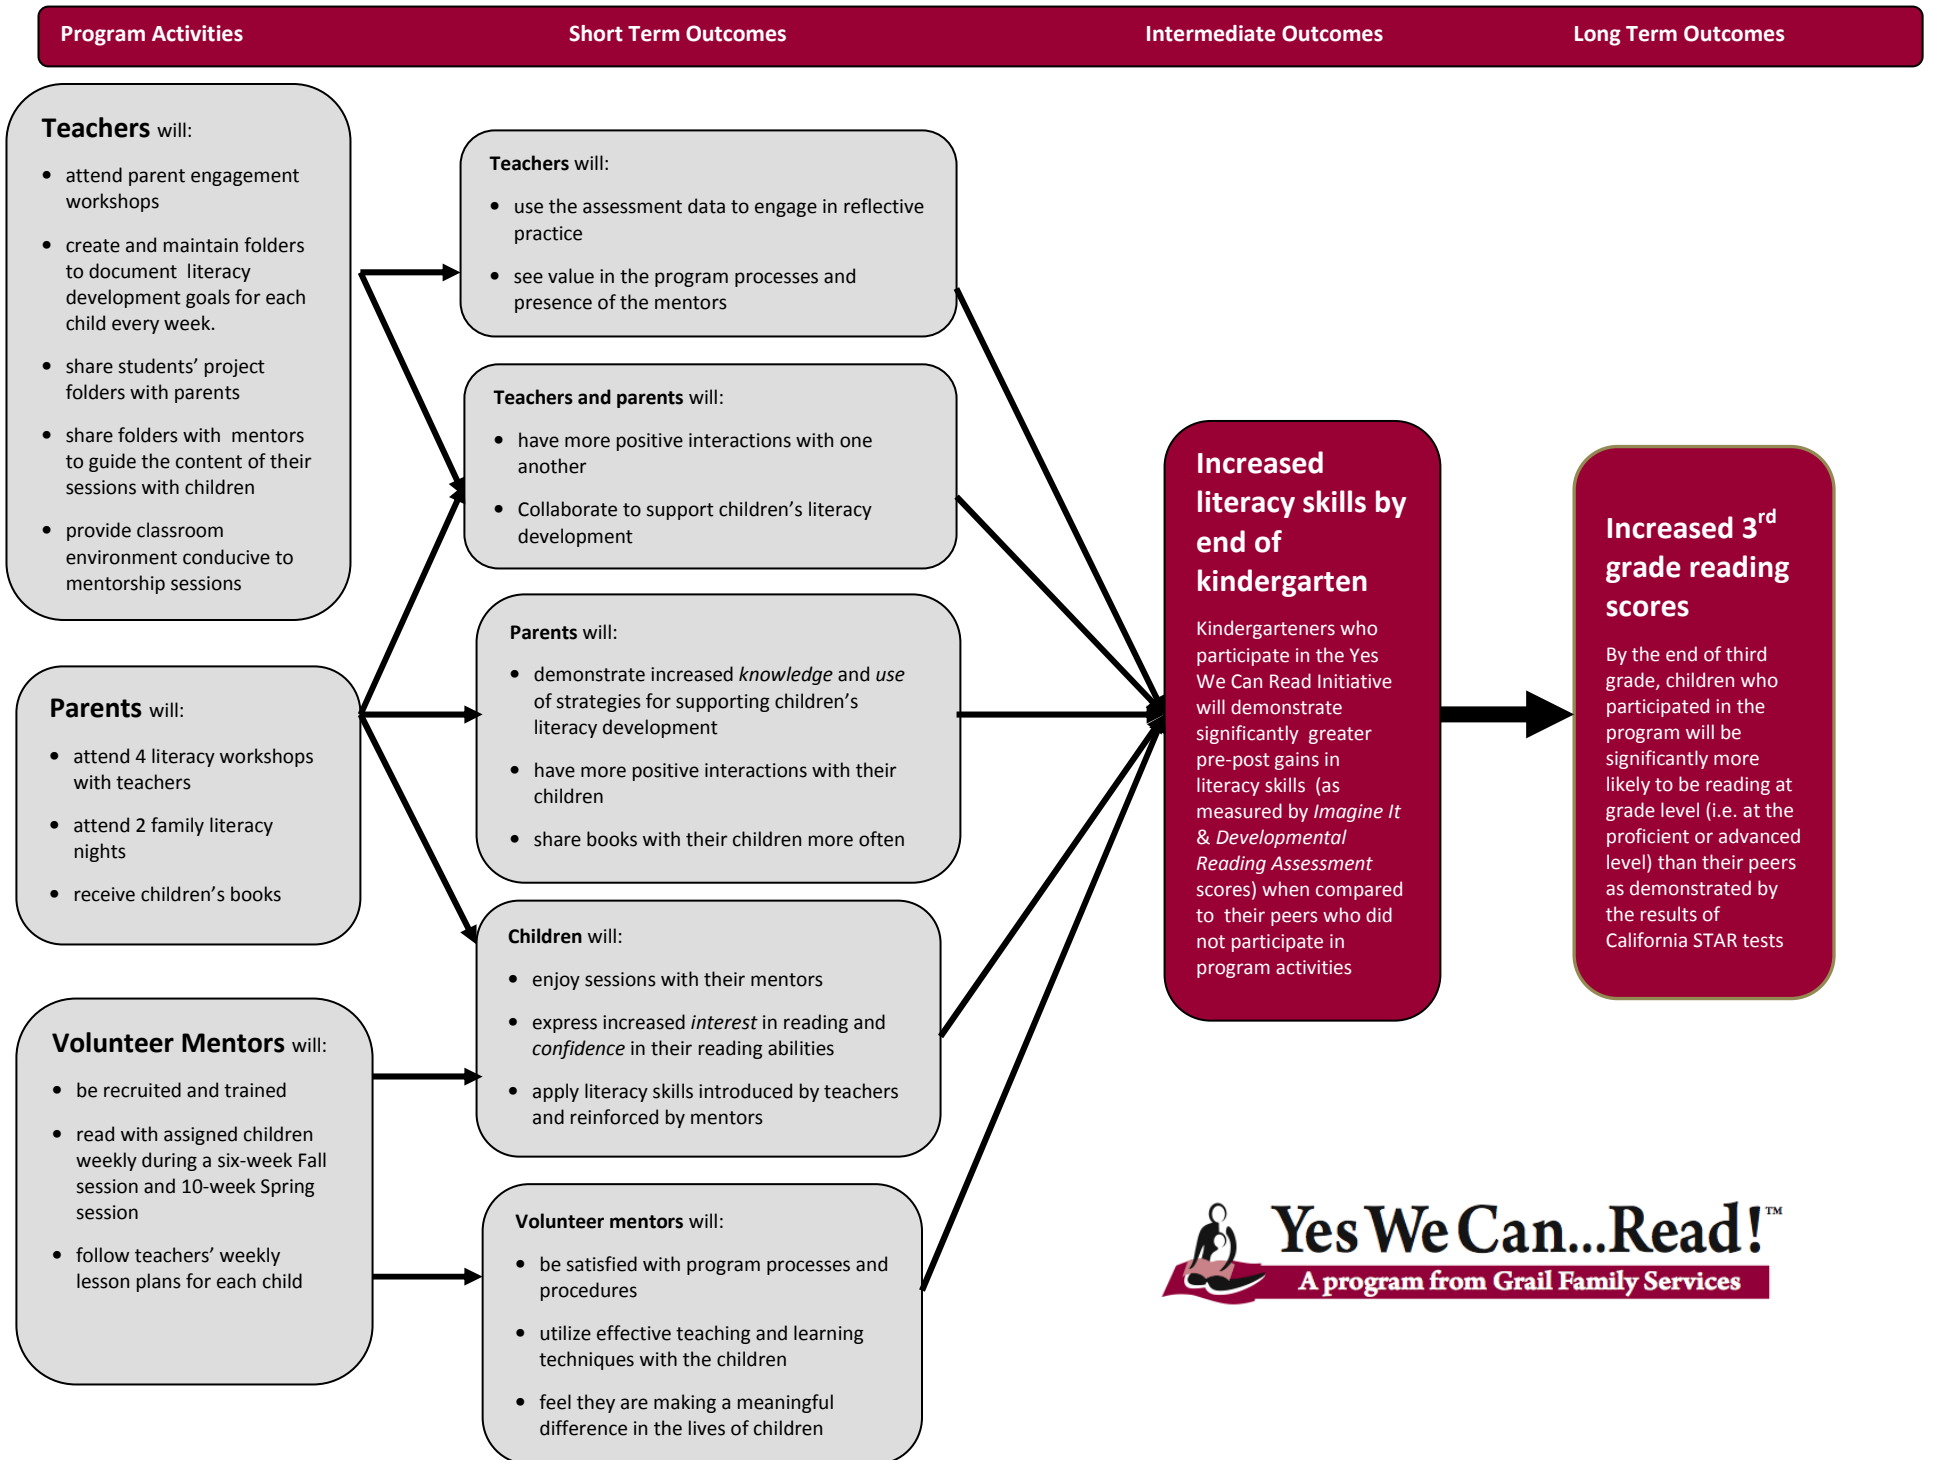 Program Activities
Short Term Outcomes
Intermediate Outcomes
Long Term Outcomes
Teachers will:
• attend parent engagement
workshops
• create and maintain folders
to document literacy
development goals for each
child every week.
• share students’ project
folders with parents
• share folders with mentors
to guide the content of their
sessions with children
• provide classroom
environment conducive to
mentorship sessions
Parents will:
• attend 4 literacy workshops
with teachers
• attend 2 family literacy
nights
• receive children’s books
Volunteer Mentors will:
• be recruited and trained
• read with assigned children
weekly during a six-week Fall
session and 10-week Spring
session
• follow teachers’ weekly
lesson plans for each child
Teachers will:
• use the assessment data to engage in reflective
practice
• see value in the program processes and
presence of the mentors
Teachers and parents will:
• have more positive interactions with one
another
• Collaborate to support children’s literacy
development
Parents will:
• demonstrate increased knowledge and use
of strategies for supporting children’s
literacy development
• have more positive interactions with their
children
• share books with their children more often
Children will:
• enjoy sessions with their mentors
• express increased interest in reading and
confidence in their reading abilities
• apply literacy skills introduced by teachers
and reinforced by mentors
Volunteer mentors will:
• be satisfied with program processes and
procedures
• utilize effective teaching and learning
techniques with the children
• feel they are making a meaningful
difference in the lives of children
Increased
literacy skills by
end of
kindergarten
Kindergarteners who
participate in the Yes
We Can Read Initiative
will demonstrate
significantly greater
pre-post gains in
literacy skills (as
measured by Imagine It
& Developmental
Reading Assessment
scores) when compared
to their peers who did
not participate in
program activities
Increased 3rd
grade reading
scores
By the end of third
grade, children who
participated in the
program will be
significantly more
likely to be reading at
grade level (i.e. at the
proficient or advanced
level) than their peers
as demonstrated by
the results of
California STAR tests
Yes We Can...Read!™
A program from Grail Family Services